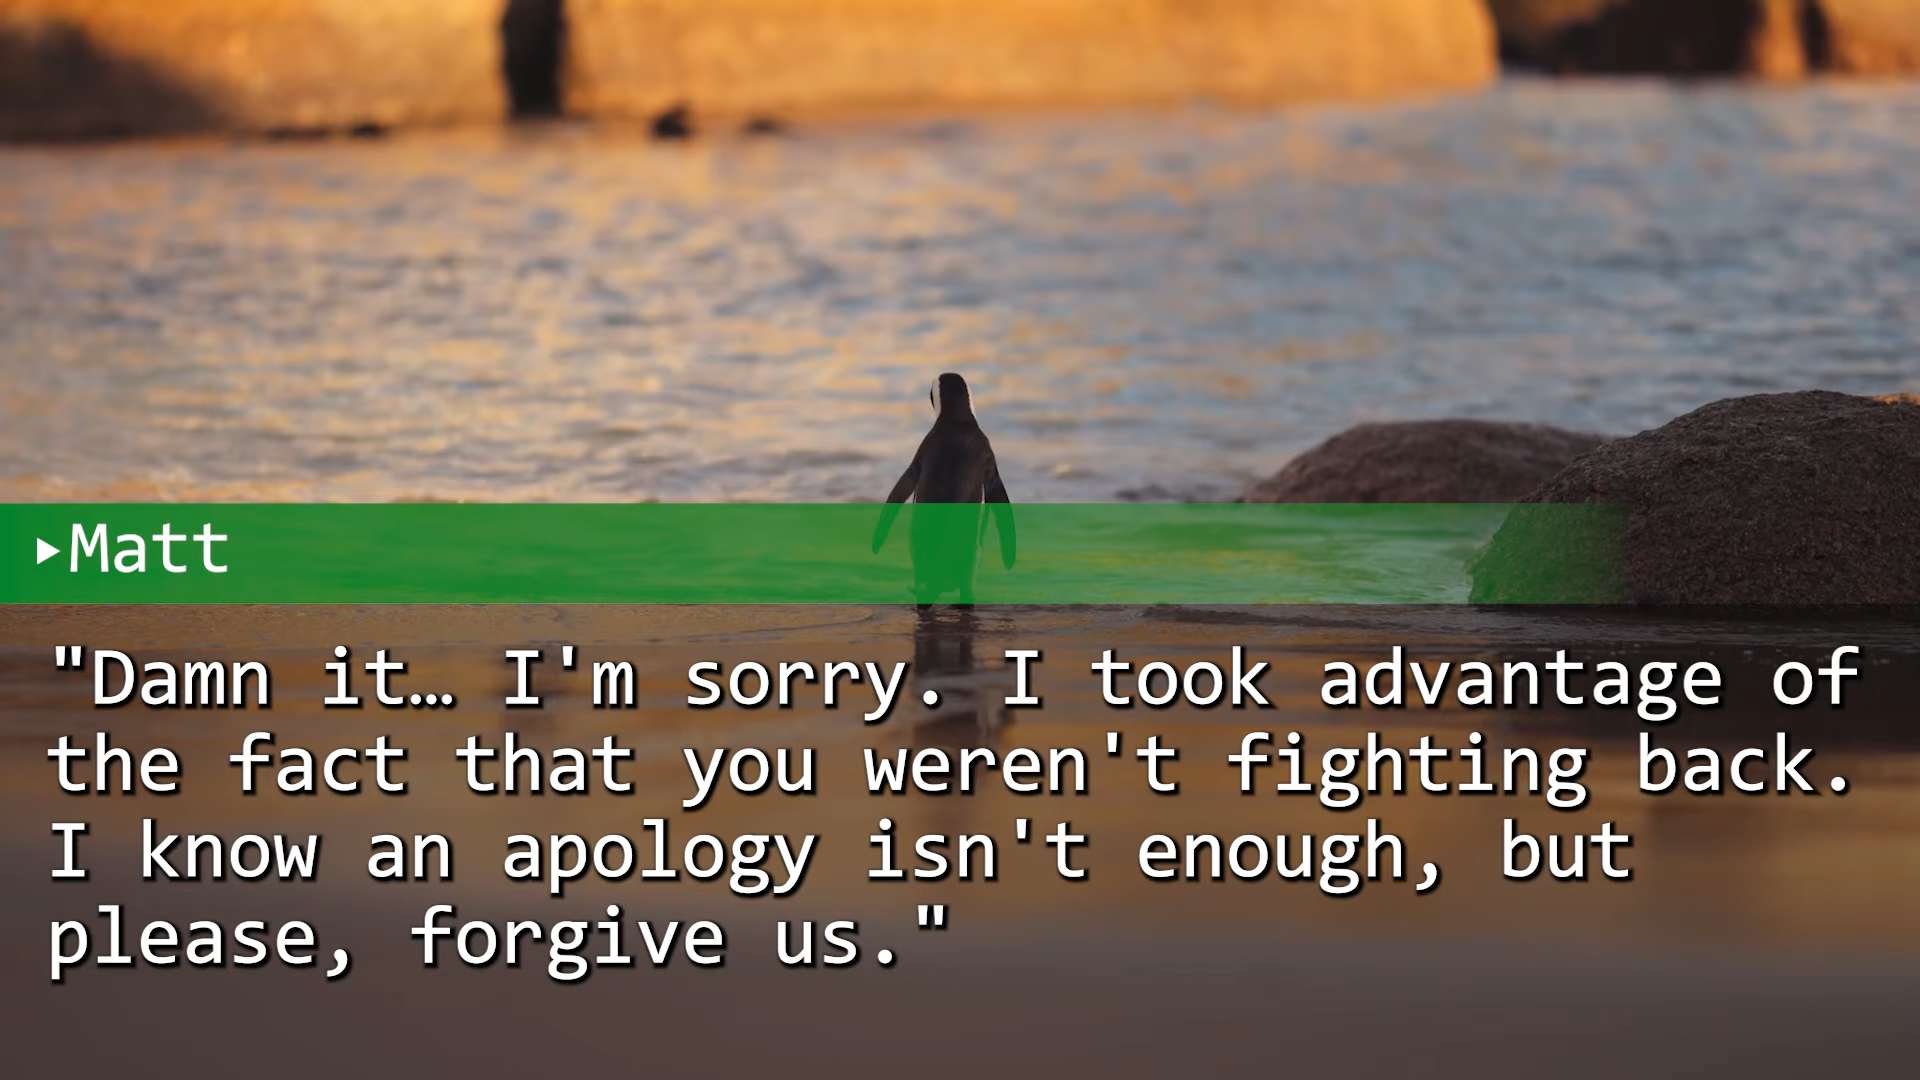 ▶Matt
"Damn it… I'm sorry. I took advantage of
the fact that you weren't fighting back.
I know an apology isn't enough, but
please, forgive us."